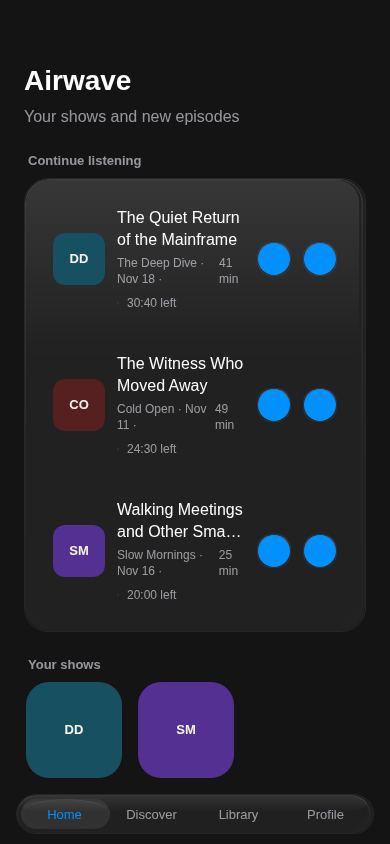 Airwave
Your shows and new episodes
Continue listening
DD
The Quiet Return
of the Mainframe
The Deep Dive · 41
Nov 18 · min
· 30:40 left
CO
The Witness Who
Moved Away
Cold Open · Nov 49
11 · min
· 24:30 left
SM
Walking Meetings
and Other Sma…
Slow Mornings · 25
Nov 16 · min
· 20:00 left
Your shows
DD SM
Home Discover Library Profile